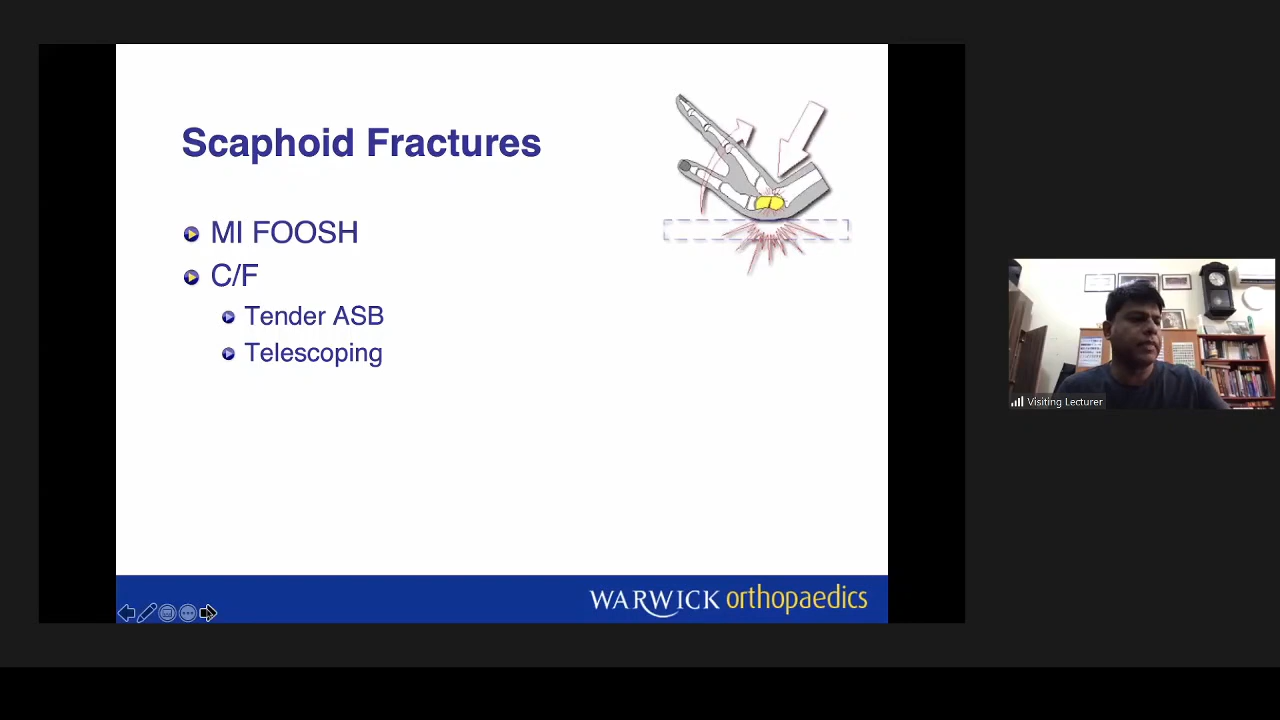 Scaphoid Fractures
MI FOOSH
C/F
Tender ASB
Telescoping
WARWICK orthopaedics
Visiting Lecturer